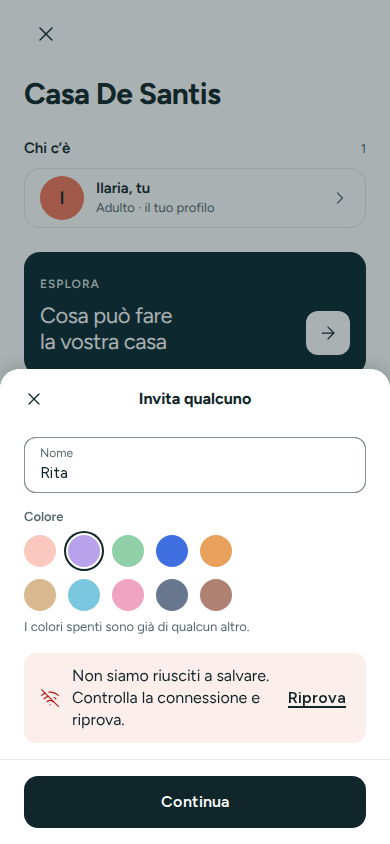 Casa De Santis
Chi c'è
1
I
Ilaria, tu
Adulto · il tuo profilo
ESPLORA
Cosa può fare
la vostra casa
Invita qualcuno
Nome
Rita
Colore
I colori spenti sono già di qualcun altro.
Non siamo riusciti a salvare.
Controlla la connessione e
riprova.
Riprova
Continua